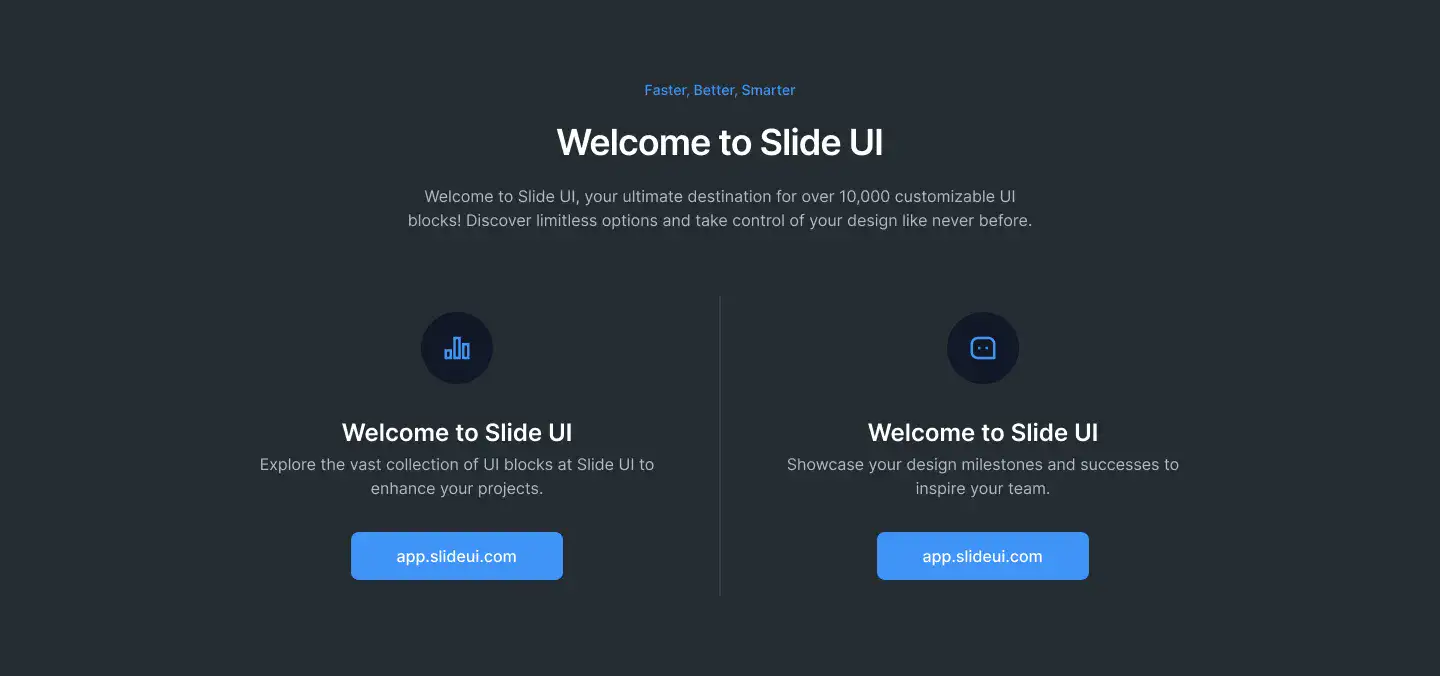 Faster, Better, Smarter
Welcome to Slide UI
Welcome to Slide UI, your ultimate destination for over 10,000 customizable UI
blocks! Discover limitless options and take control of your design like never before.
Welcome to Slide UI
Explore the vast collection of UI blocks at Slide UI to
enhance your projects.
app.slideui.com
Welcome to Slide UI
Showcase your design milestones and successes to
inspire your team.
app.slideui.com